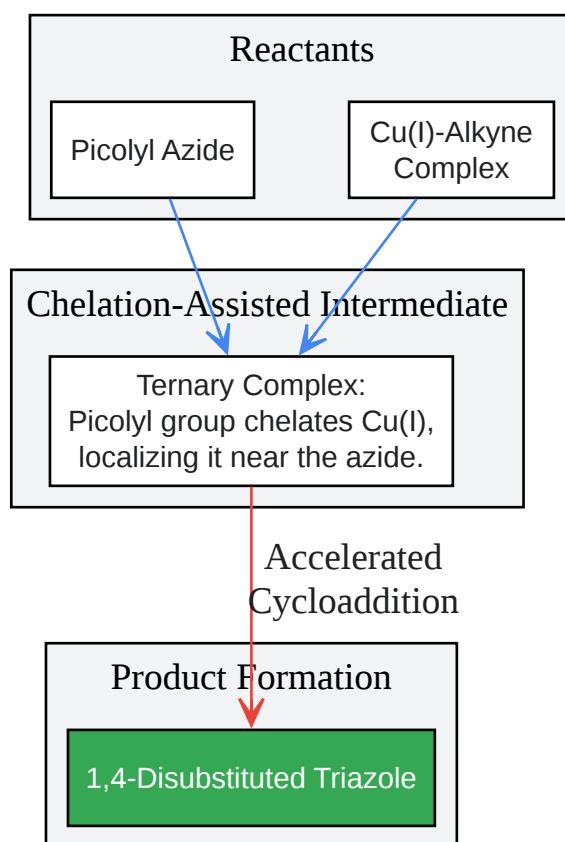 Reactants
Picolyl Azide
Cu(I)-Alkyne
Complex
Chelation-Assisted Intermediate
Ternary Complex:
Picolyl group chelates Cu(I),
localizing it near the azide.
Accelerated
Cycloaddition
Product Formation
1,4-Disubstituted Triazole